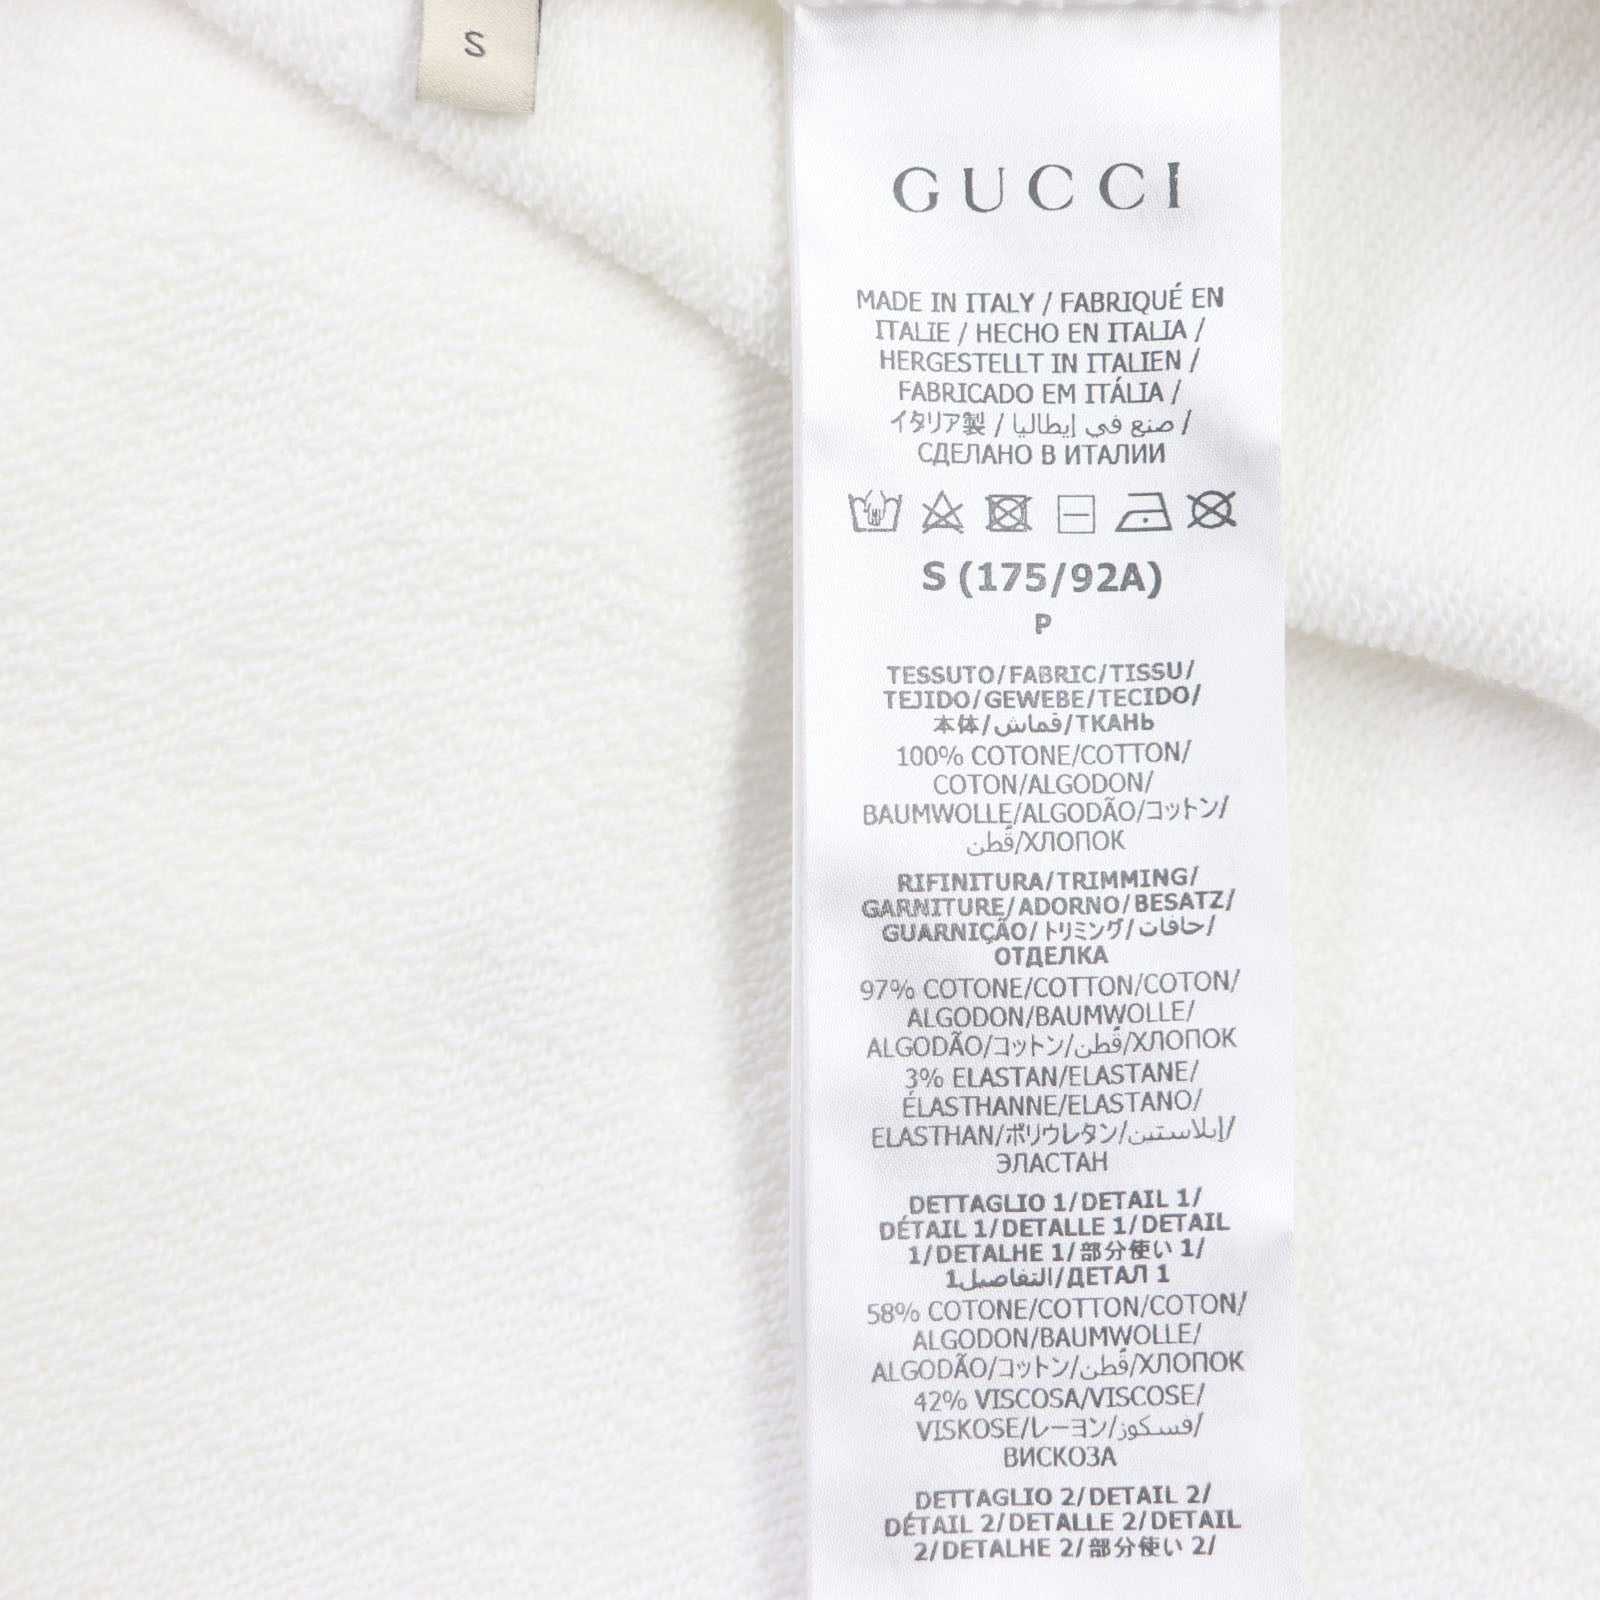 S
GUCCI
MADE IN ITALY / FABRIQUÉ EN
ITALIE / HECHO EN ITALIA /
HERGESTELLT IN ITALIEN /
FABRICADO EM ITÁLIA /
イタリア製 / صنع في إيطاليا /
СДЕЛАНО В ИТАЛИИ
S (175/92A)
P
TESSUTO/FABRIC/TISSU/
TEJIDO/GEWEBE/TECIDO/
本体/قماش/ТКАНЬ
100% COTONE/COTTON/
COTON/ALGODON/
BAUMWOLLE/ALGODÃO/コットン/
قُطن/ХЛОПОК
RIFINITURA/TRIMMING/
GARNITURE/ADORNO/BESATZ/
GUARNIÇÃO/トリミング/حافات/
ОТДЕЛКА
97% COTONE/COTTON/COTON/
ALGODON/BAUMWOLLE/
ALGODÃO/コットン/قُطن/ХЛОПОК
3% ELASTAN/ELASTANE/
ÉLASTHANNE/ELASTANO/
ELASTHAN/ポリウレタン/إيلاستين/
ЭЛАСТАН
DETTAGLIO 1/DETAIL 1/
DÉTAIL 1/DETALLE 1/DETAIL
1/DETALHE 1/部分使い 1/
التفاصيل1/ДЕТАЛ 1
58% COTONE/COTTON/COTON/
ALGODON/BAUMWOLLE/
ALGODÃO/コットン/قُطن/ХЛОПОК
42% VISCOSA/VISCOSE/
VISKOSE/レーヨン/فسكوز/
ВИСКОЗА
DETTAGLIO 2/DETAIL 2/
DÉTAIL 2/DETALLE 2/DETAIL
2/DETALHE 2/部分使い 2/